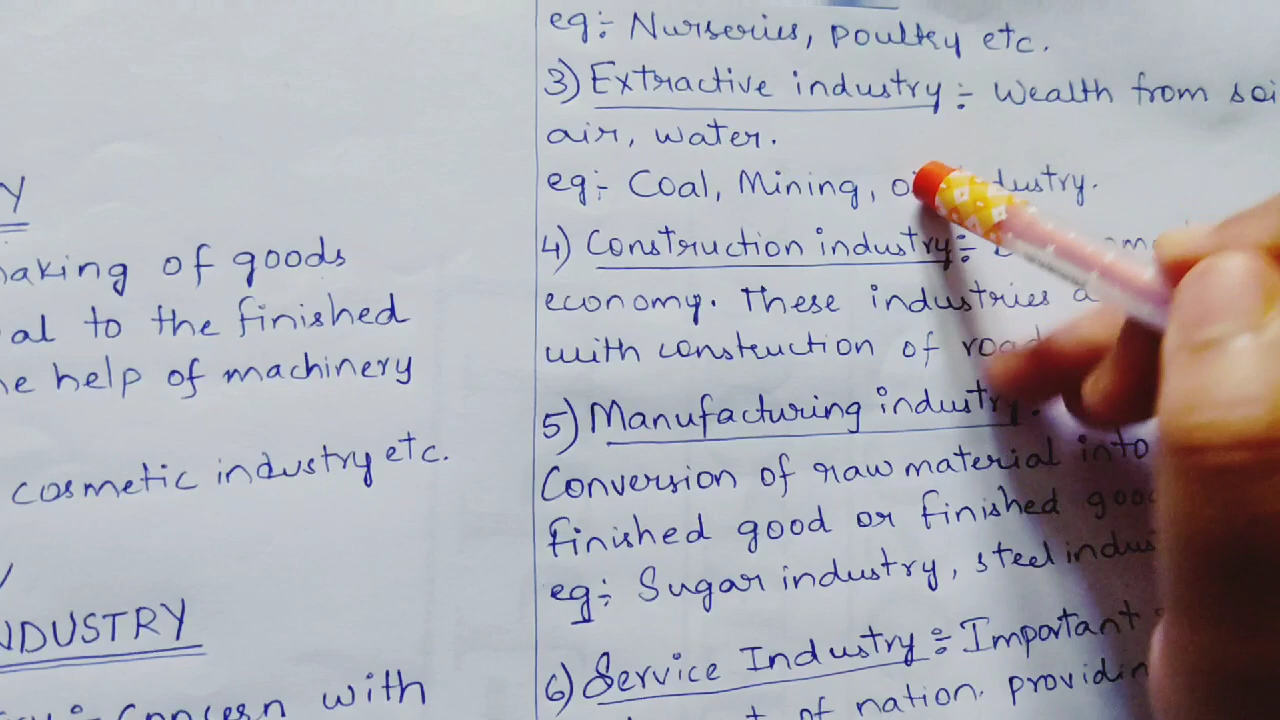 Y
aking of goods
al to the finished
e help of machinery
cosmetic industry etc.
NDUSTRY
concern with
eg:- Nurseries, poultry etc.
3) Extractive industry :- Wealth from soi
air, water.
eg:- Coal, Mining, dustry.
4) Construction industry :-
economy. These industries a
with construction of road
5) Manufacturing industry
Conversion of raw material into
finished good or finished good
eg:- Sugar industry, steel indus
6) Service Industry :- Important
of nation. providin